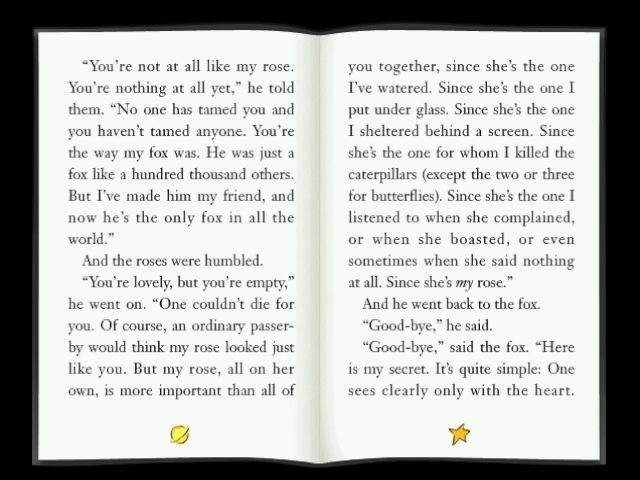 “You’re not at all like my rose.
You’re nothing at all yet,” he told
them. “No one has tamed you and
you haven’t tamed anyone. You’re
the way my fox was. He was just a
fox like a hundred thousand others.
But I’ve made him my friend, and
now he’s the only fox in all the
world.”
And the roses were humbled.
“You’re lovely, but you’re empty,”
he went on. “One couldn’t die for
you. Of course, an ordinary passer-
by would think my rose looked just
like you. But my rose, all on her
own, is more important than all of
you together, since she’s the one
I’ve watered. Since she’s the one I
put under glass. Since she’s the one
I sheltered behind a screen. Since
she’s the one for whom I killed the
caterpillars (except the two or three
for butterflies). Since she’s the one I
listened to when she complained,
or when she boasted, or even
sometimes when she said nothing
at all. Since she’s my rose.”
And he went back to the fox.
“Good-bye,” he said.
“Good-bye,” said the fox. “Here
is my secret. It’s quite simple: One
sees clearly only with the heart.